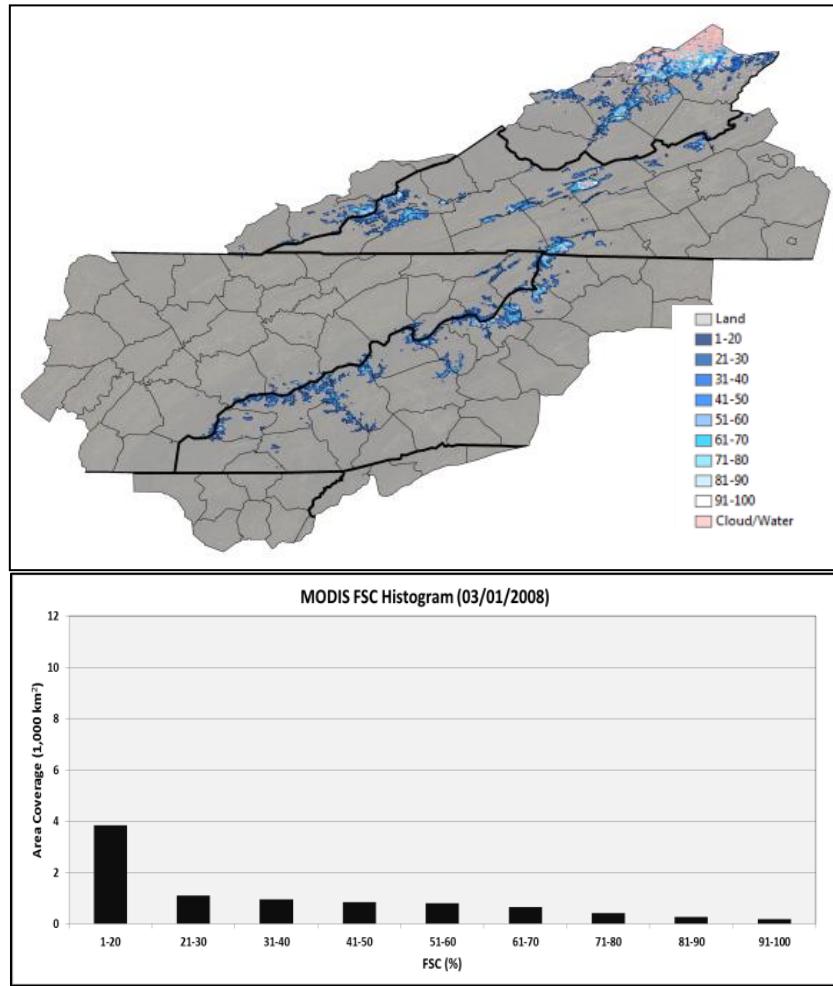 Land
1-20
21-30
31-40
41-50
51-60
61-70
71-80
81-90
91-100
Cloud/Water
MODIS FSC Histogram (03/01/2008)
Area Coverage (1,000 km²)
12
10
8
6
4
2
0
1-20 21-30 31-40 41-50 51-60 61-70 71-80 81-90 91-100
FSC (%)